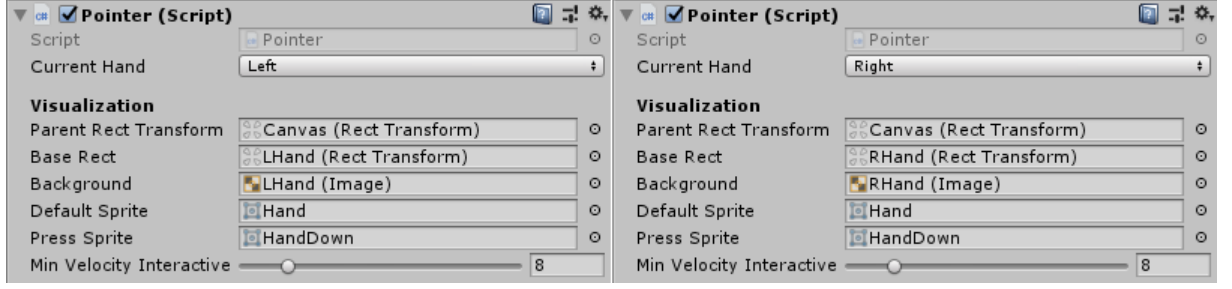 Pointer (Script)
Script Pointer
Current Hand Left
Visualization
Parent Rect Transform Canvas (Rect Transform)
Base Rect LHand (Rect Transform)
Background LHand (Image)
Default Sprite Hand
Press Sprite HandDown
Min Velocity Interactive 8
Pointer (Script)
Script Pointer
Current Hand Right
Visualization
Parent Rect Transform Canvas (Rect Transform)
Base Rect RHand (Rect Transform)
Background RHand (Image)
Default Sprite Hand
Press Sprite HandDown
Min Velocity Interactive 8